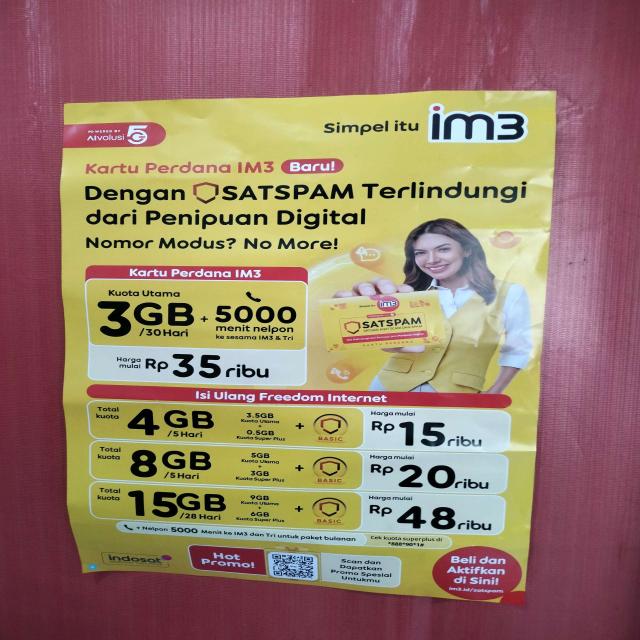 POWERED BY
AIvolusi 5G
Simpel itu im3
Kartu Perdana IM3 Baru!
Dengan SATSPAM Terlindungi
dari Penipuan Digital
Nomor Modus? No More!
Kartu Perdana IM3
Kuota Utama
3GB /30 Hari + 5000
menit nelpon
ke sesama IM3 & Tri
Harga mulai Rp 35 ribu
im3
SATSPAM
Isi Ulang Freedom Internet
Total kuota 4GB /5 Hari
3.5GB
Kuota Utama
+
0.5GB
Kuota Super Plus
+ BASIC
Harga mulai
Rp 15 ribu
Total kuota 8GB /5 Hari
5GB
Kuota Utama
+
3GB
Kuota Super Plus
+ BASIC
Harga mulai
Rp 20 ribu
Total kuota 15GB /28 Hari
9GB
Kuota Utama
+
6GB
Kuota Super Plus
+ BASIC
Harga mulai
Rp 48 ribu
+ Nelpon 5000 Menit ke IM3 dan Tri untuk paket bulanan
Cek kuota superplus di
*888*90*1#
indosat
Hot
Promo!
Scan dan
Dapatkan
Promo Spesial
Untukmu
Beli dan
Aktifkan
di Sini!
im3.id/satspam